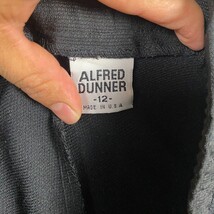 ALFRED
DUNNER
-12-
MADE IN U.S.A